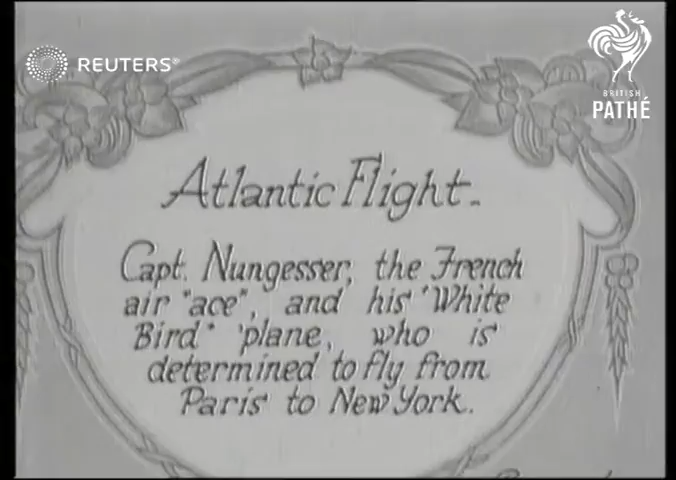 REUTERS
BRITISH
PATHÉ
Atlantic Flight.
Capt. Nungesser, the French
air "ace", and his 'White
Bird" 'plane, who is
determined to fly from
Paris to New York.